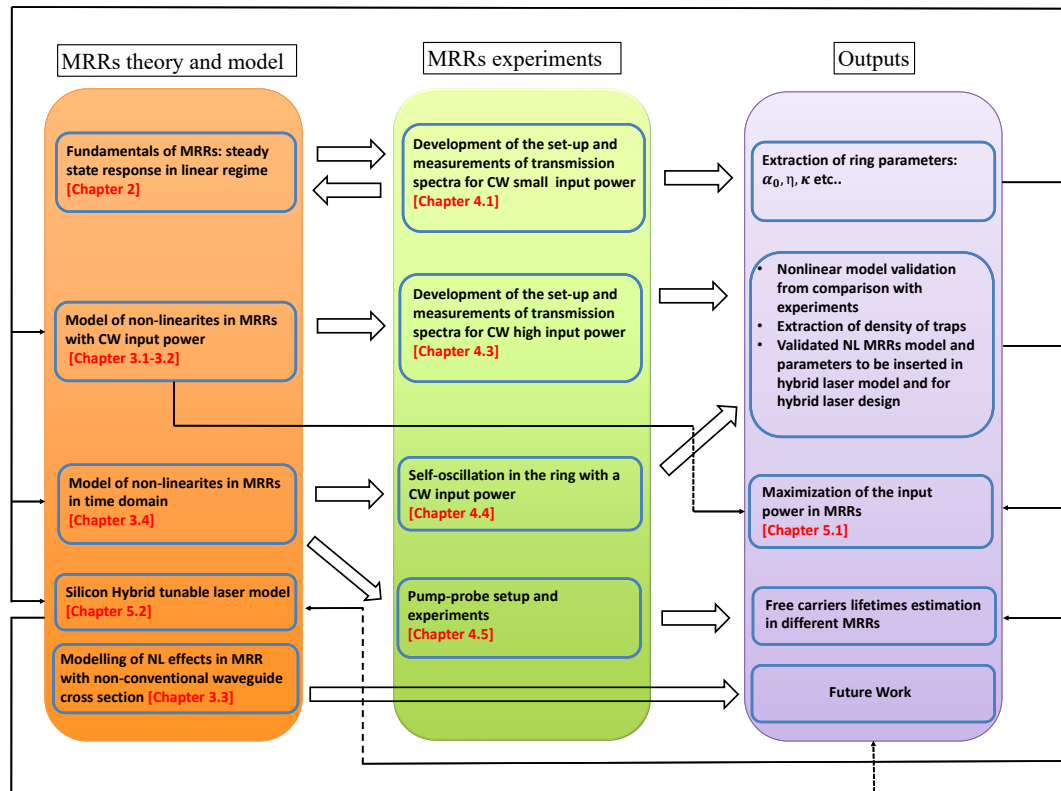 MRRs theory and model
MRRs experiments
Outputs
Fundamentals of MRRs: steady
state response in linear regime
[Chapter 2]
Development of the set-up and
measurements of transmission
spectra for CW small input power
[Chapter 4.1]
Extraction of ring parameters:
α₀, η, κ etc..
Model of non-linearites in MRRs
with CW input power
[Chapter 3.1-3.2]
Development of the set-up and
measurements of transmission
spectra for CW high input power
[Chapter 4.3]
• Nonlinear model validation
from comparison with
experiments
• Extraction of density of traps
• Validated NL MRRs model and
parameters to be inserted in
hybrid laser model and for
hybrid laser design
Model of non-linearites in MRRs
in time domain
[Chapter 3.4]
Self-oscillation in the ring with a
CW input power
[Chapter 4.4]
Maximization of the input
power in MRRs
[Chapter 5.1]
Silicon Hybrid tunable laser model
[Chapter 5.2]
Pump-probe setup and
experiments
[Chapter 4.5]
Free carriers lifetimes estimation
in different MRRs
Modelling of NL effects in MRR
with non-conventional waveguide
cross section [Chapter 3.3]
Future Work